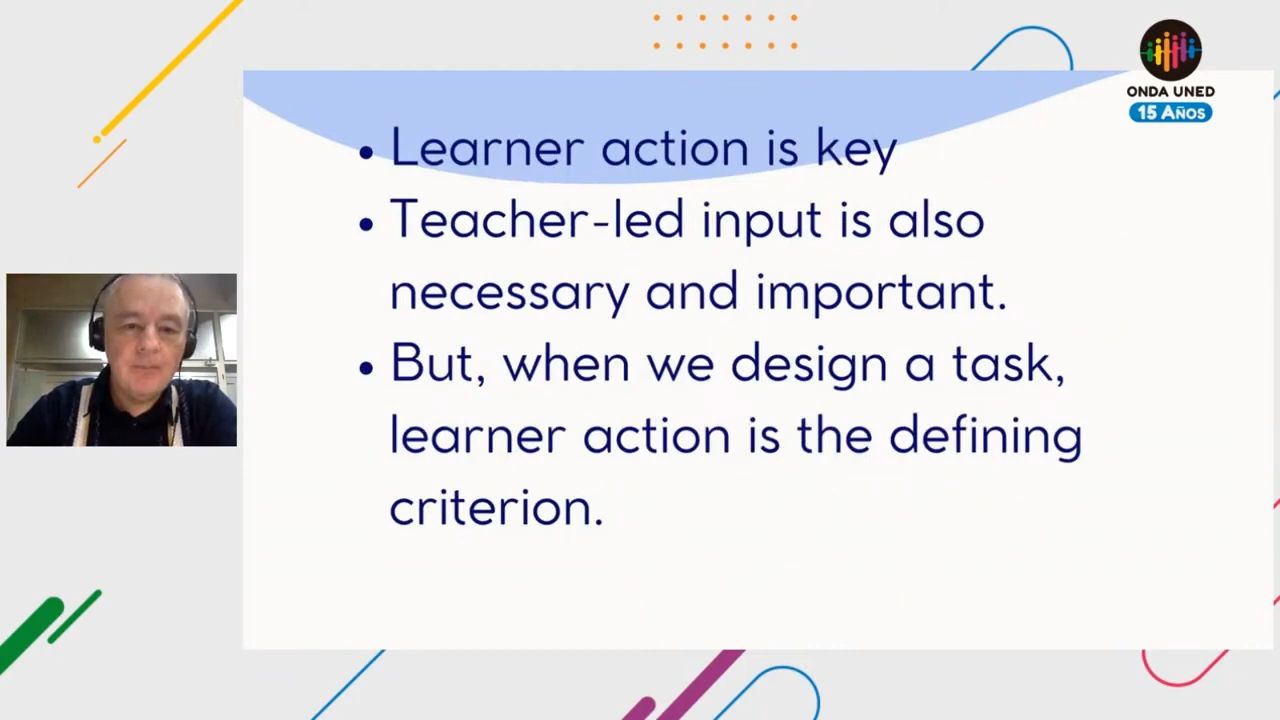 ONDA UNED
15 AÑOS
• Learner action is key
• Teacher-led input is also
necessary and important.
• But, when we design a task,
learner action is the defining
criterion.